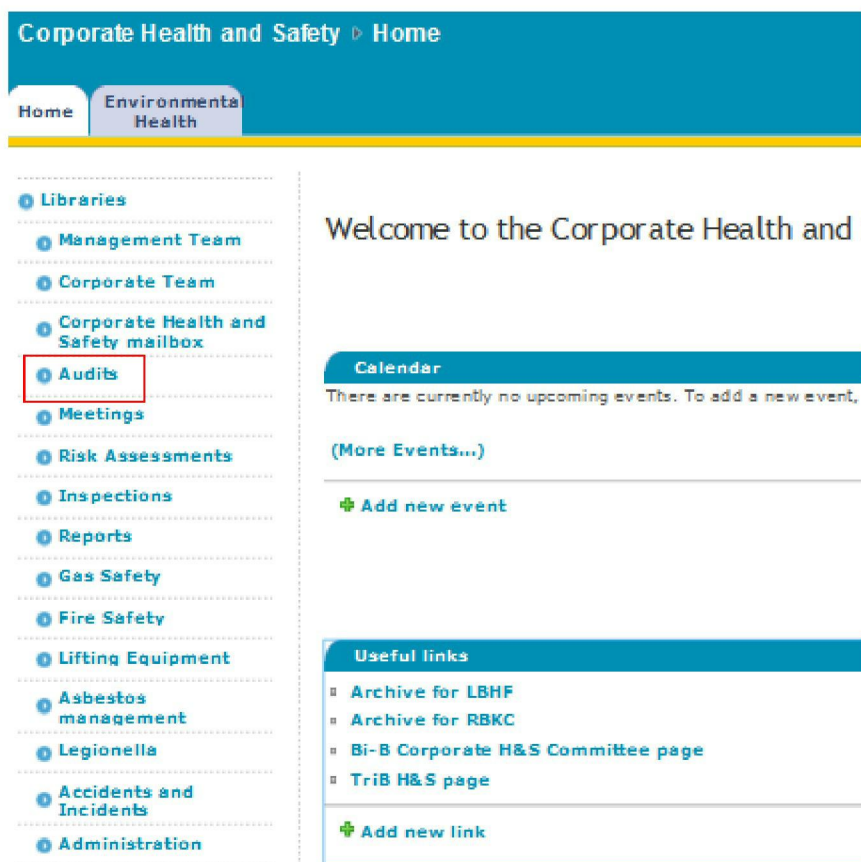 Corporate Health and Safety Home
Home
Environmental
Health
Libraries
Management Team
Corporate Team
Corporate Health and
Safety mailbox
Audits
Meetings
Risk Assessments
Inspections
Reports
Gas Safety
Fire Safety
Lifting Equipment
Asbestos
management
Legionella
Accidents and
Incidents
Administration
Welcome to the Corporate Health and
Calendar
There are currently no upcoming events. To add a new event,
(More Events...)
Add new event
Useful links
Archive for LBHF
Archive for RBKC
Bi-B Corporate H&S Committee page
TriB H&S page
Add new link